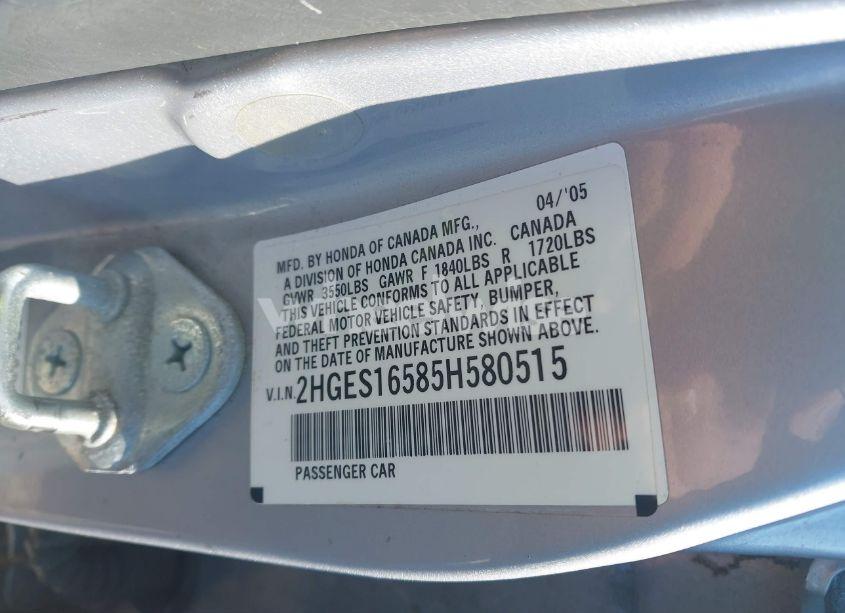 04/'05
MFD. BY HONDA OF CANADA MFG.,
A DIVISION OF HONDA CANADA INC. CANADA
GVWR 3550LBS GAWR F 1840LBS R 1720LBS
THIS VEHICLE CONFORMS TO ALL APPLICABLE
FEDERAL MOTOR VEHICLE SAFETY, BUMPER,
AND THEFT PREVENTION STANDARDS IN EFFECT
ON THE DATE OF MANUFACTURE SHOWN ABOVE.
V.I.N. 2HGES16585H580515
PASSENGER CAR